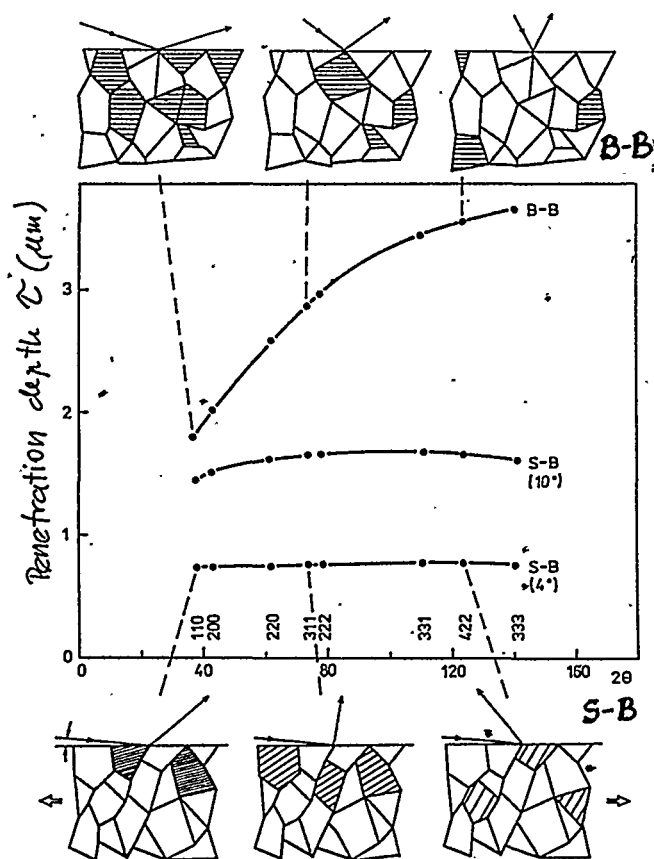 B-B
Penetration depth τ (μm)
3
2
1
0
B-B
S-B
(10°)
S-B
(4°)
110
200
220
311
222
331
422
333
0
40
80
120
160
2θ
S-B